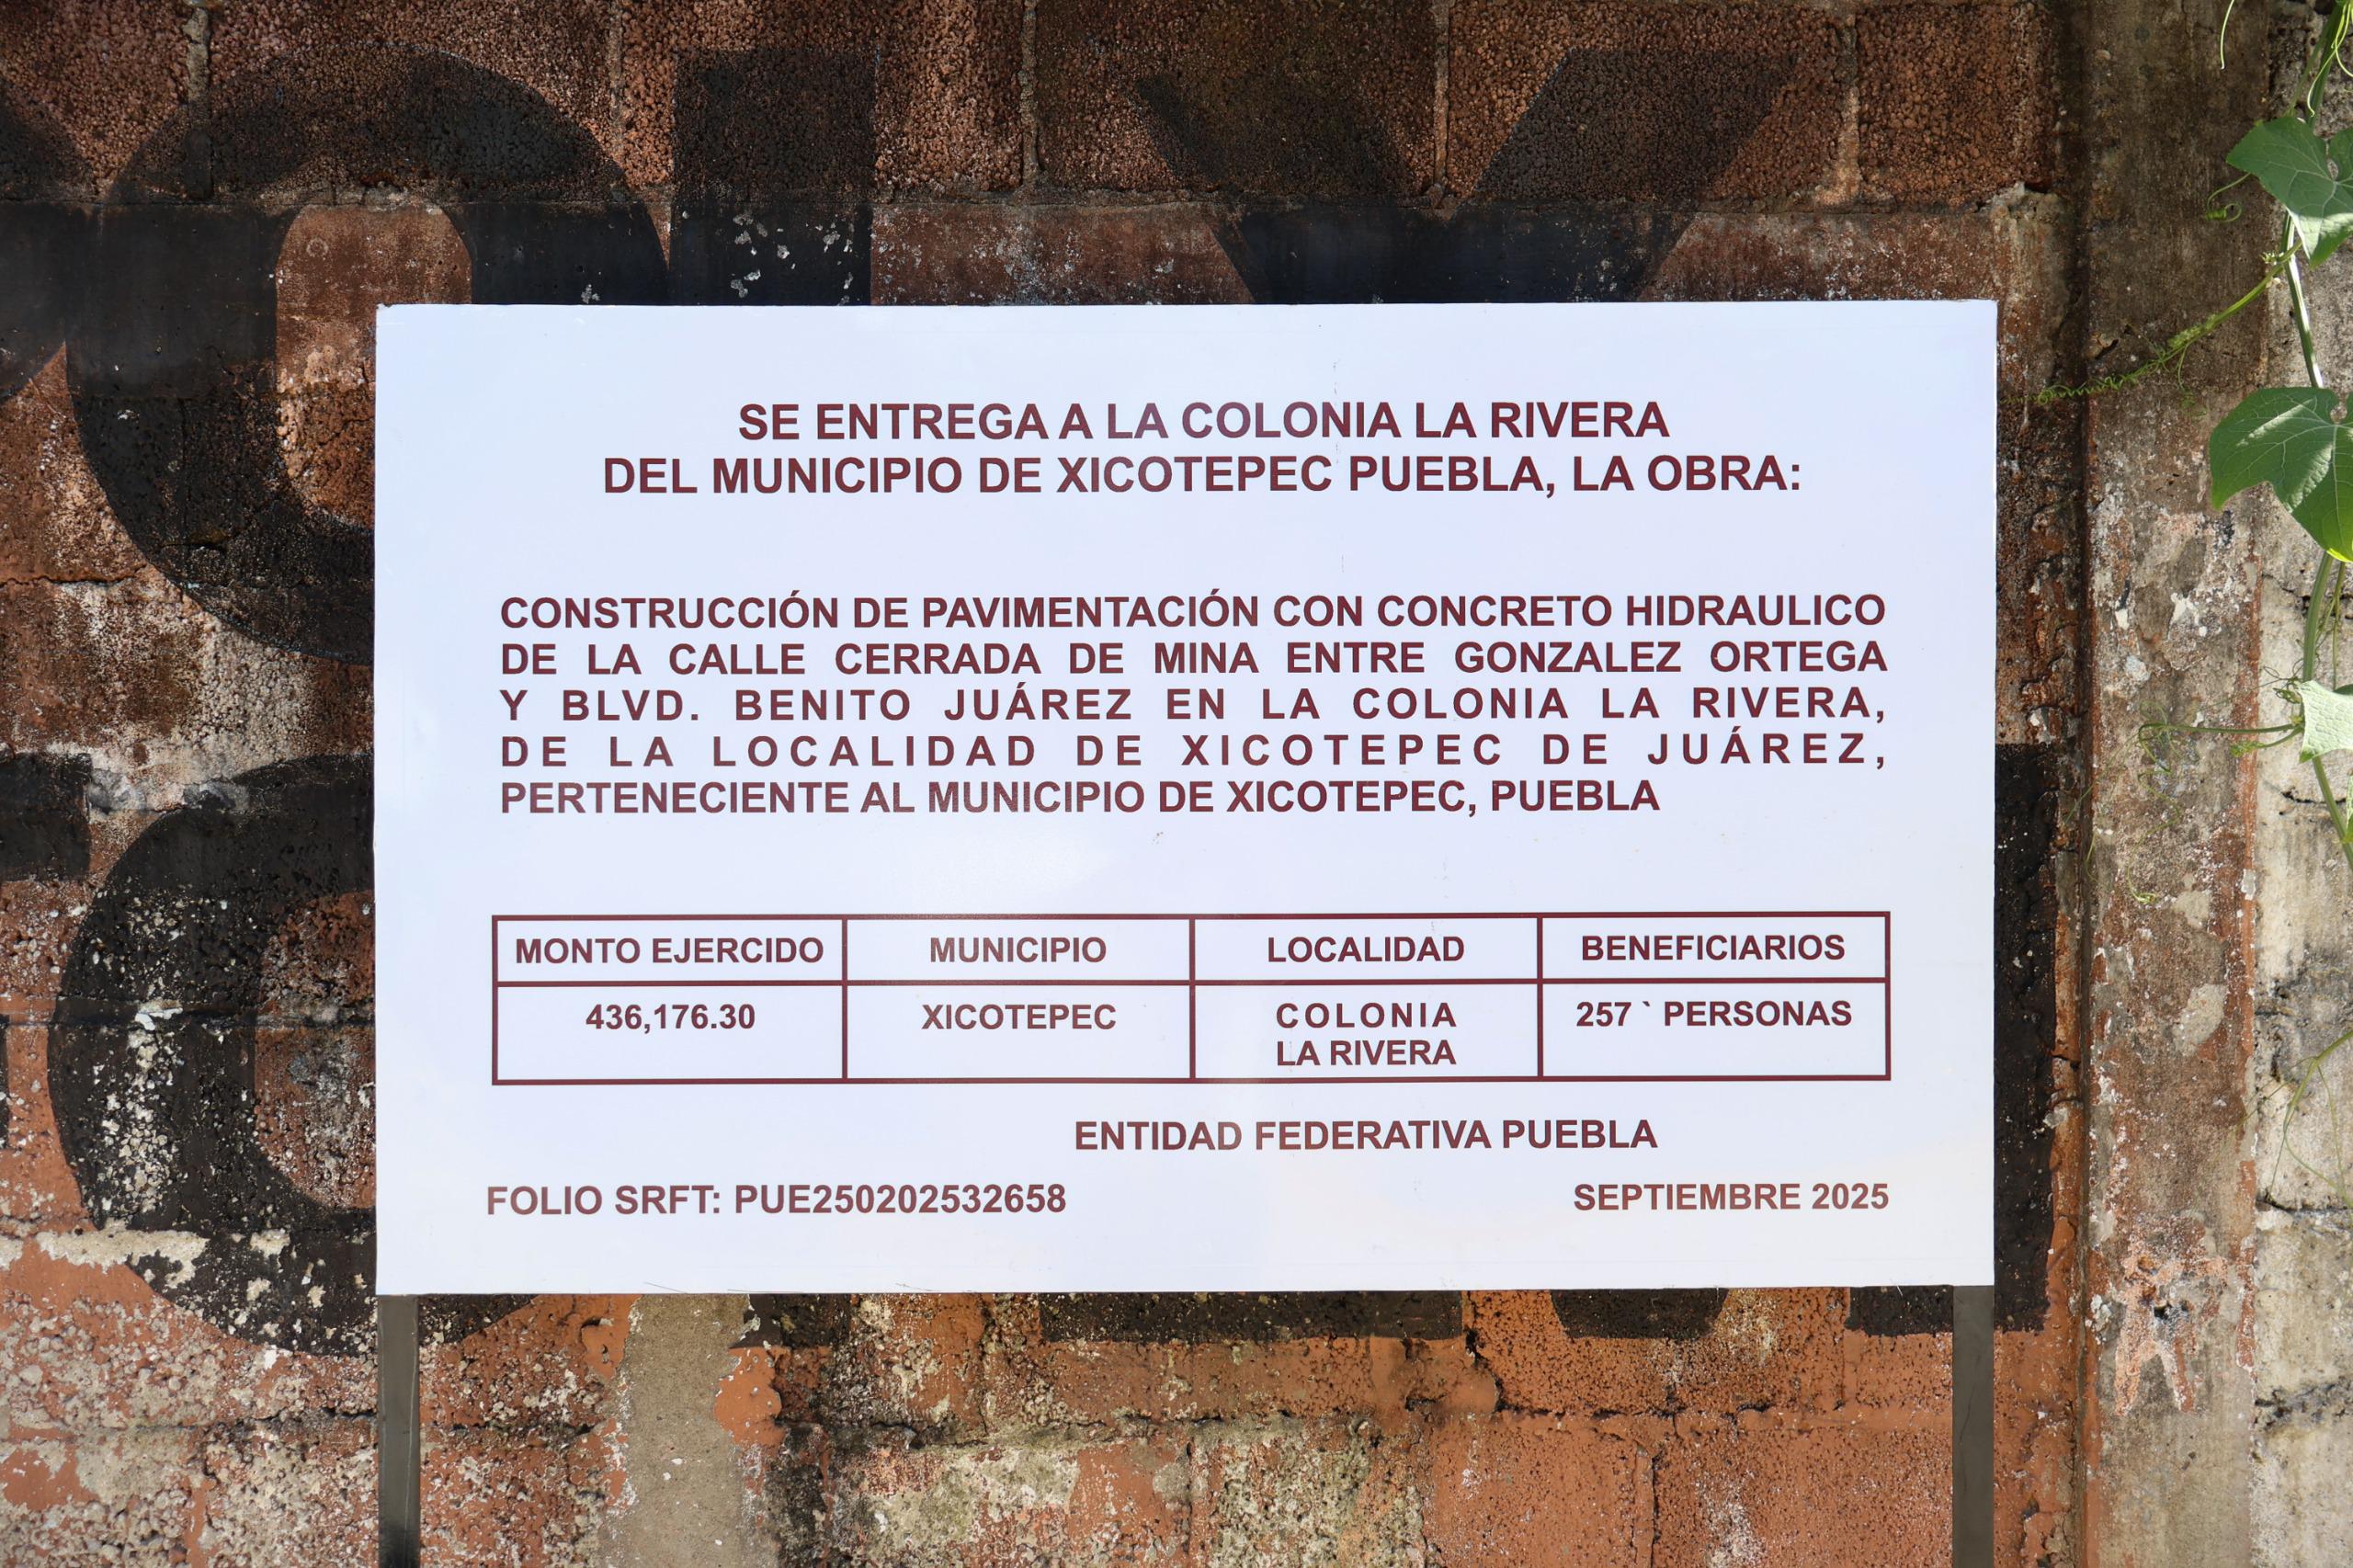 SE ENTREGA A LA COLONIA LA RIVERA
DEL MUNICIPIO DE XICOTEPEC PUEBLA, LA OBRA:
CONSTRUCCIÓN DE PAVIMENTACIÓN CON CONCRETO HIDRAULICO
DE LA CALLE CERRADA DE MINA ENTRE GONZALEZ ORTEGA
Y BLVD. BENITO JUÁREZ EN LA COLONIA LA RIVERA,
DE LA LOCALIDAD DE XICOTEPEC DE JUÁREZ,
PERTENECIENTE AL MUNICIPIO DE XICOTEPEC, PUEBLA
MONTO EJERCIDO MUNICIPIO LOCALIDAD BENEFICIARIOS
436,176.30 XICOTEPEC COLONIA 257 ` PERSONAS
LA RIVERA
ENTIDAD FEDERATIVA PUEBLA
FOLIO SRFT: PUE250202532658 SEPTIEMBRE 2025